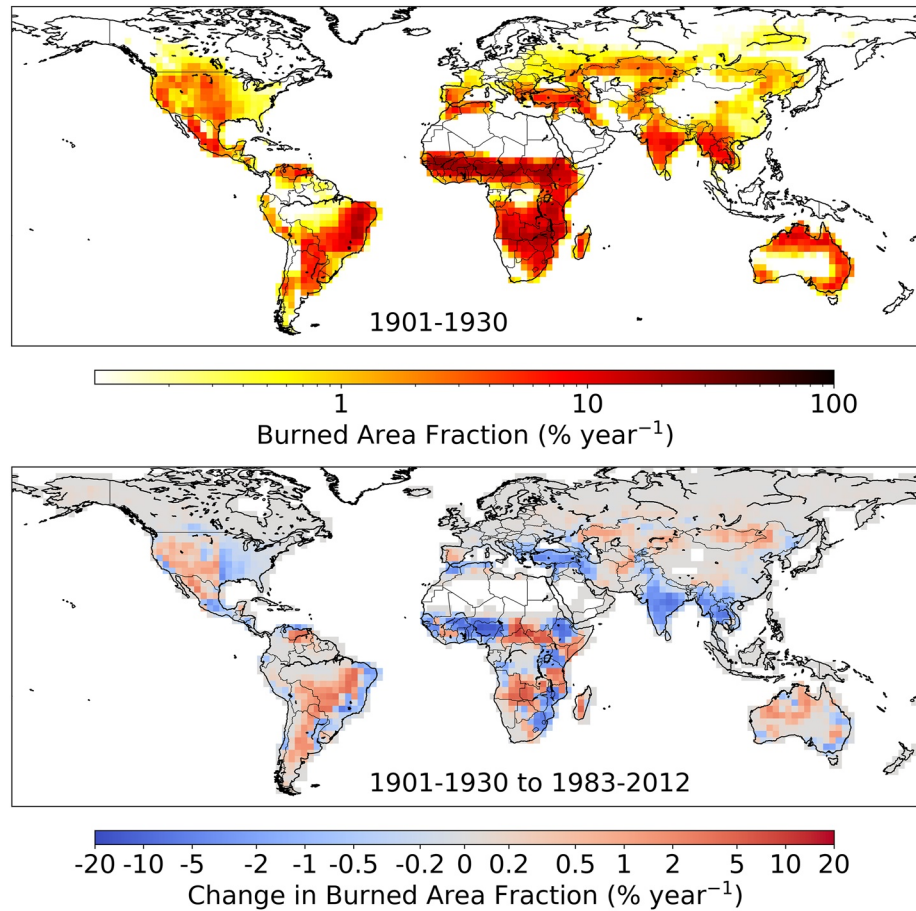 1901-1930
1 10 100
Burned Area Fraction (% year⁻¹)
1901-1930 to 1983-2012
-20 -10 -5 -2 -1 -0.5 -0.2 0 0.2 0.5 1 2 5 10 20
Change in Burned Area Fraction (% year⁻¹)